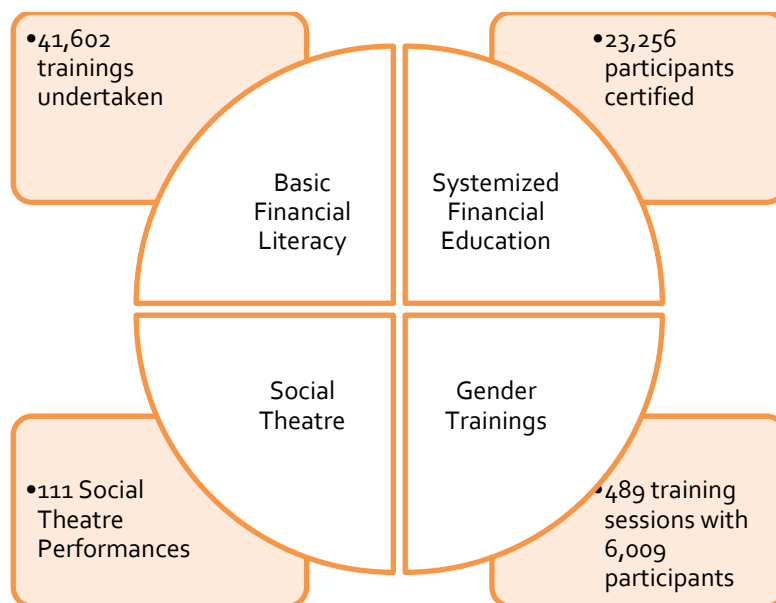 •41,602
trainings
undertaken
•23,256
participants
certified
Basic
Financial
Literacy
Systemized
Financial
Education
Social
Theatre
Gender
Trainings
•111 Social
Theatre
Performances
•489 training
sessions with
6,009
participants